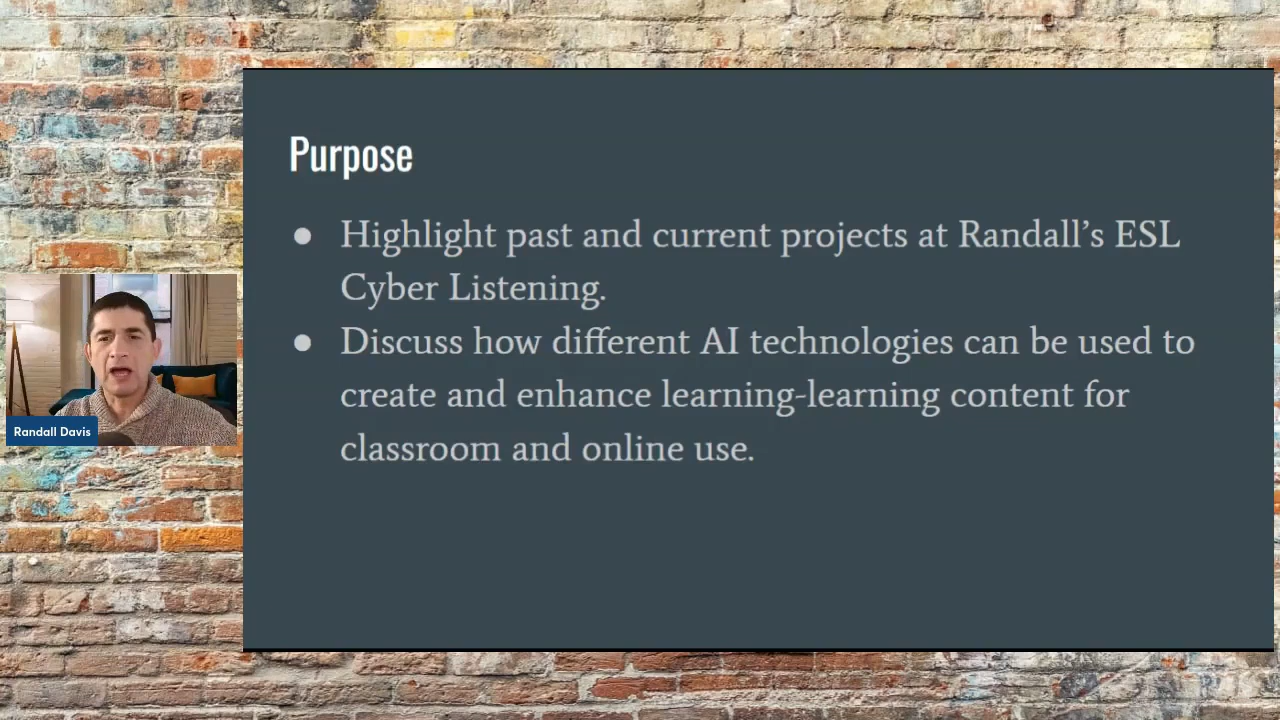 Purpose
● Highlight past and current projects at Randall’s ESL
Cyber Listening.
● Discuss how different AI technologies can be used to
create and enhance learning-learning content for
classroom and online use.
Randall Davis